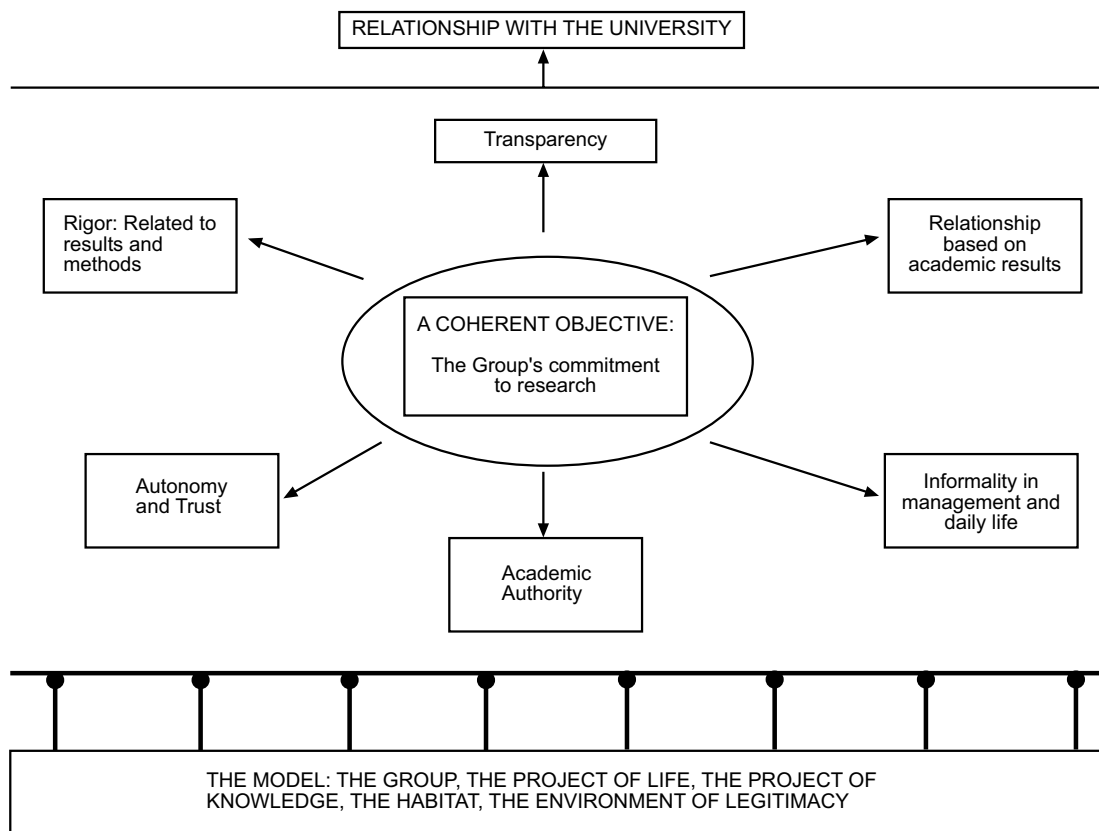 RELATIONSHIP WITH THE UNIVERSITY
Transparency
Rigor: Related to
results and
methods
Relationship
based on
academic results
A COHERENT OBJECTIVE:
The Group's commitment
to research
Autonomy
and Trust
Informality in
management and
daily life
Academic
Authority
THE MODEL: THE GROUP, THE PROJECT OF LIFE, THE PROJECT OF
KNOWLEDGE, THE HABITAT, THE ENVIRONMENT OF LEGITIMACY